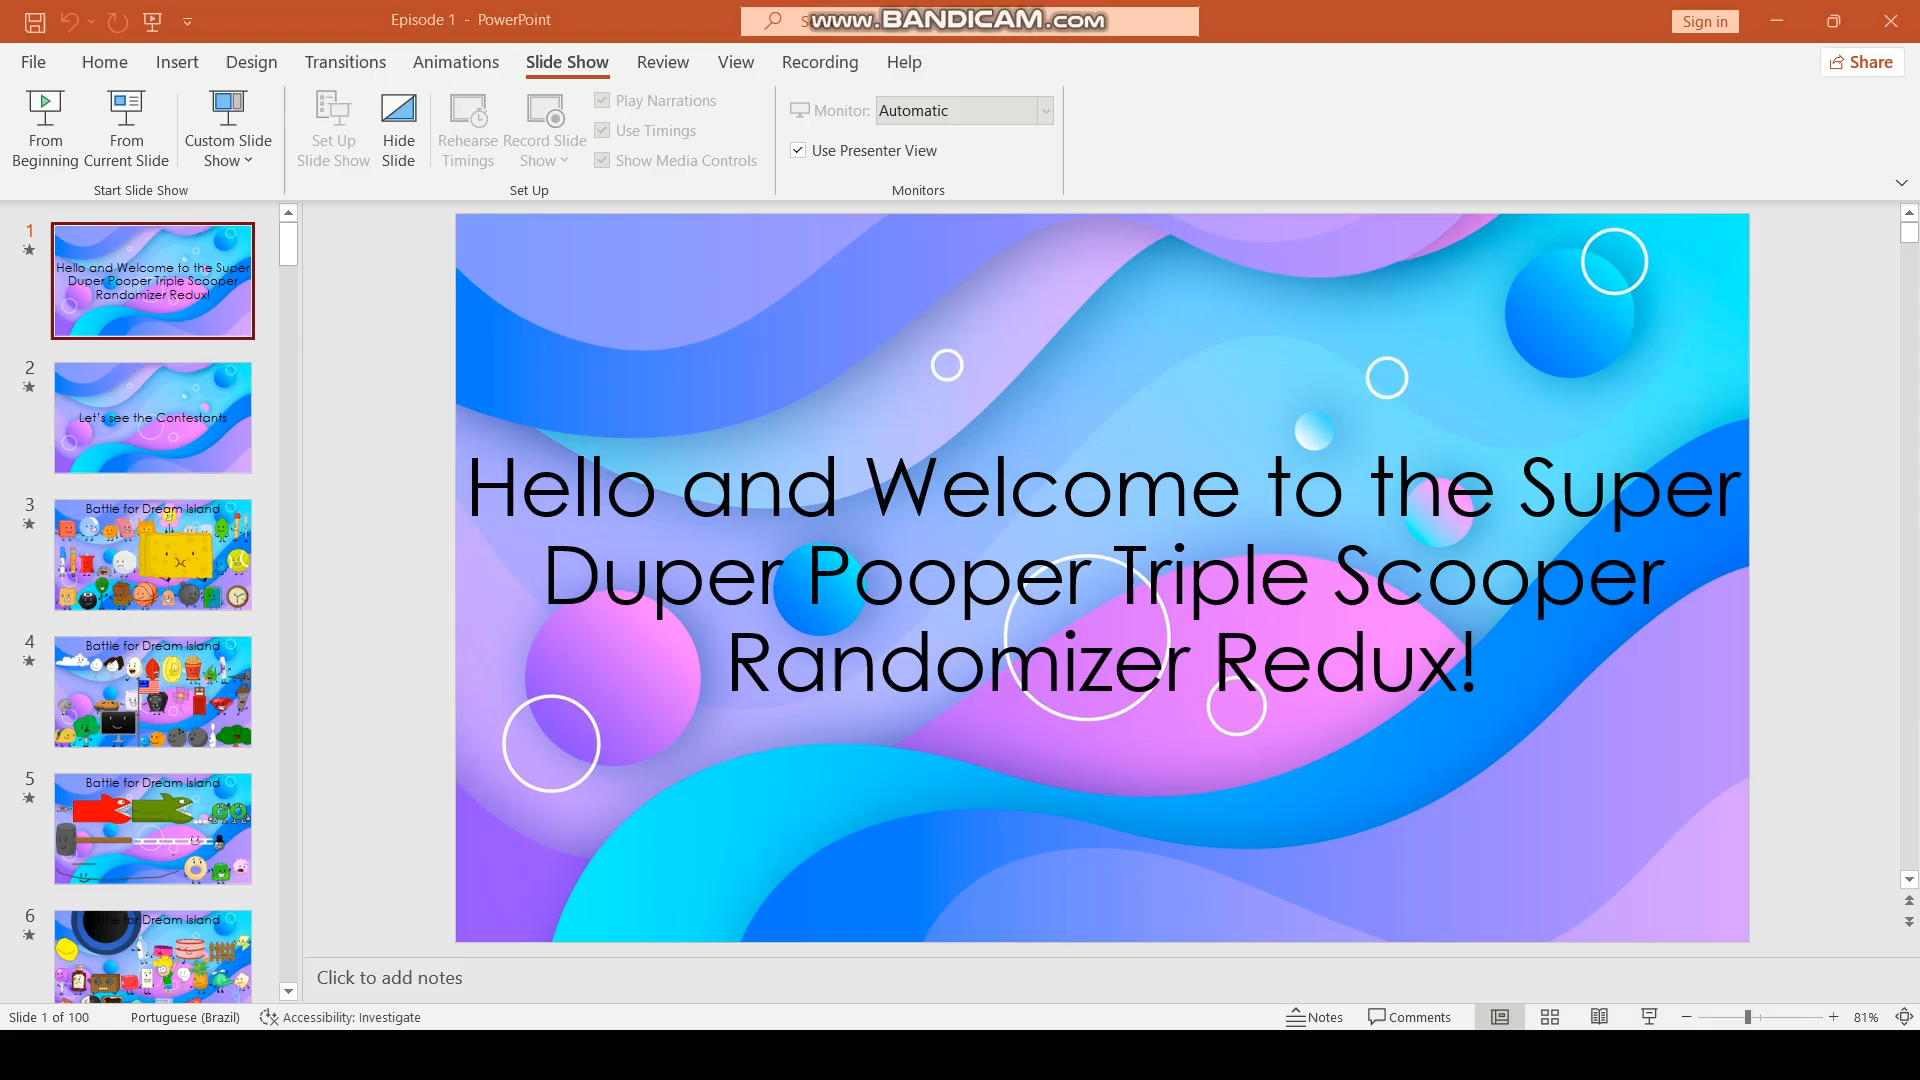 Episode 1 - PowerPoint
www.BANDICAM.com
Sign in
File Home Insert Design Transitions Animations Slide Show Review View Recording Help
Share
From Beginning
From Current Slide
Custom Slide Show
Set Up Slide Show
Hide Slide
Rehearse Timings
Record Slide Show
Play Narrations
Use Timings
Show Media Controls
Monitor: Automatic
Use Presenter View
Start Slide Show
Set Up
Monitors
1
Hello and Welcome to the Super
Duper Pooper Triple Scooper
Randomizer Redux!
2
Let's see the Contestants
3
Battle for Dream Island
4
Battle for Dream Island
5
Battle for Dream Island
6
Battle for Dream Island
Hello and Welcome to the Super
Duper Pooper Triple Scooper
Randomizer Redux!
Click to add notes
Slide 1 of 100 Portuguese (Brazil) Accessibility: Investigate Notes Comments 81%